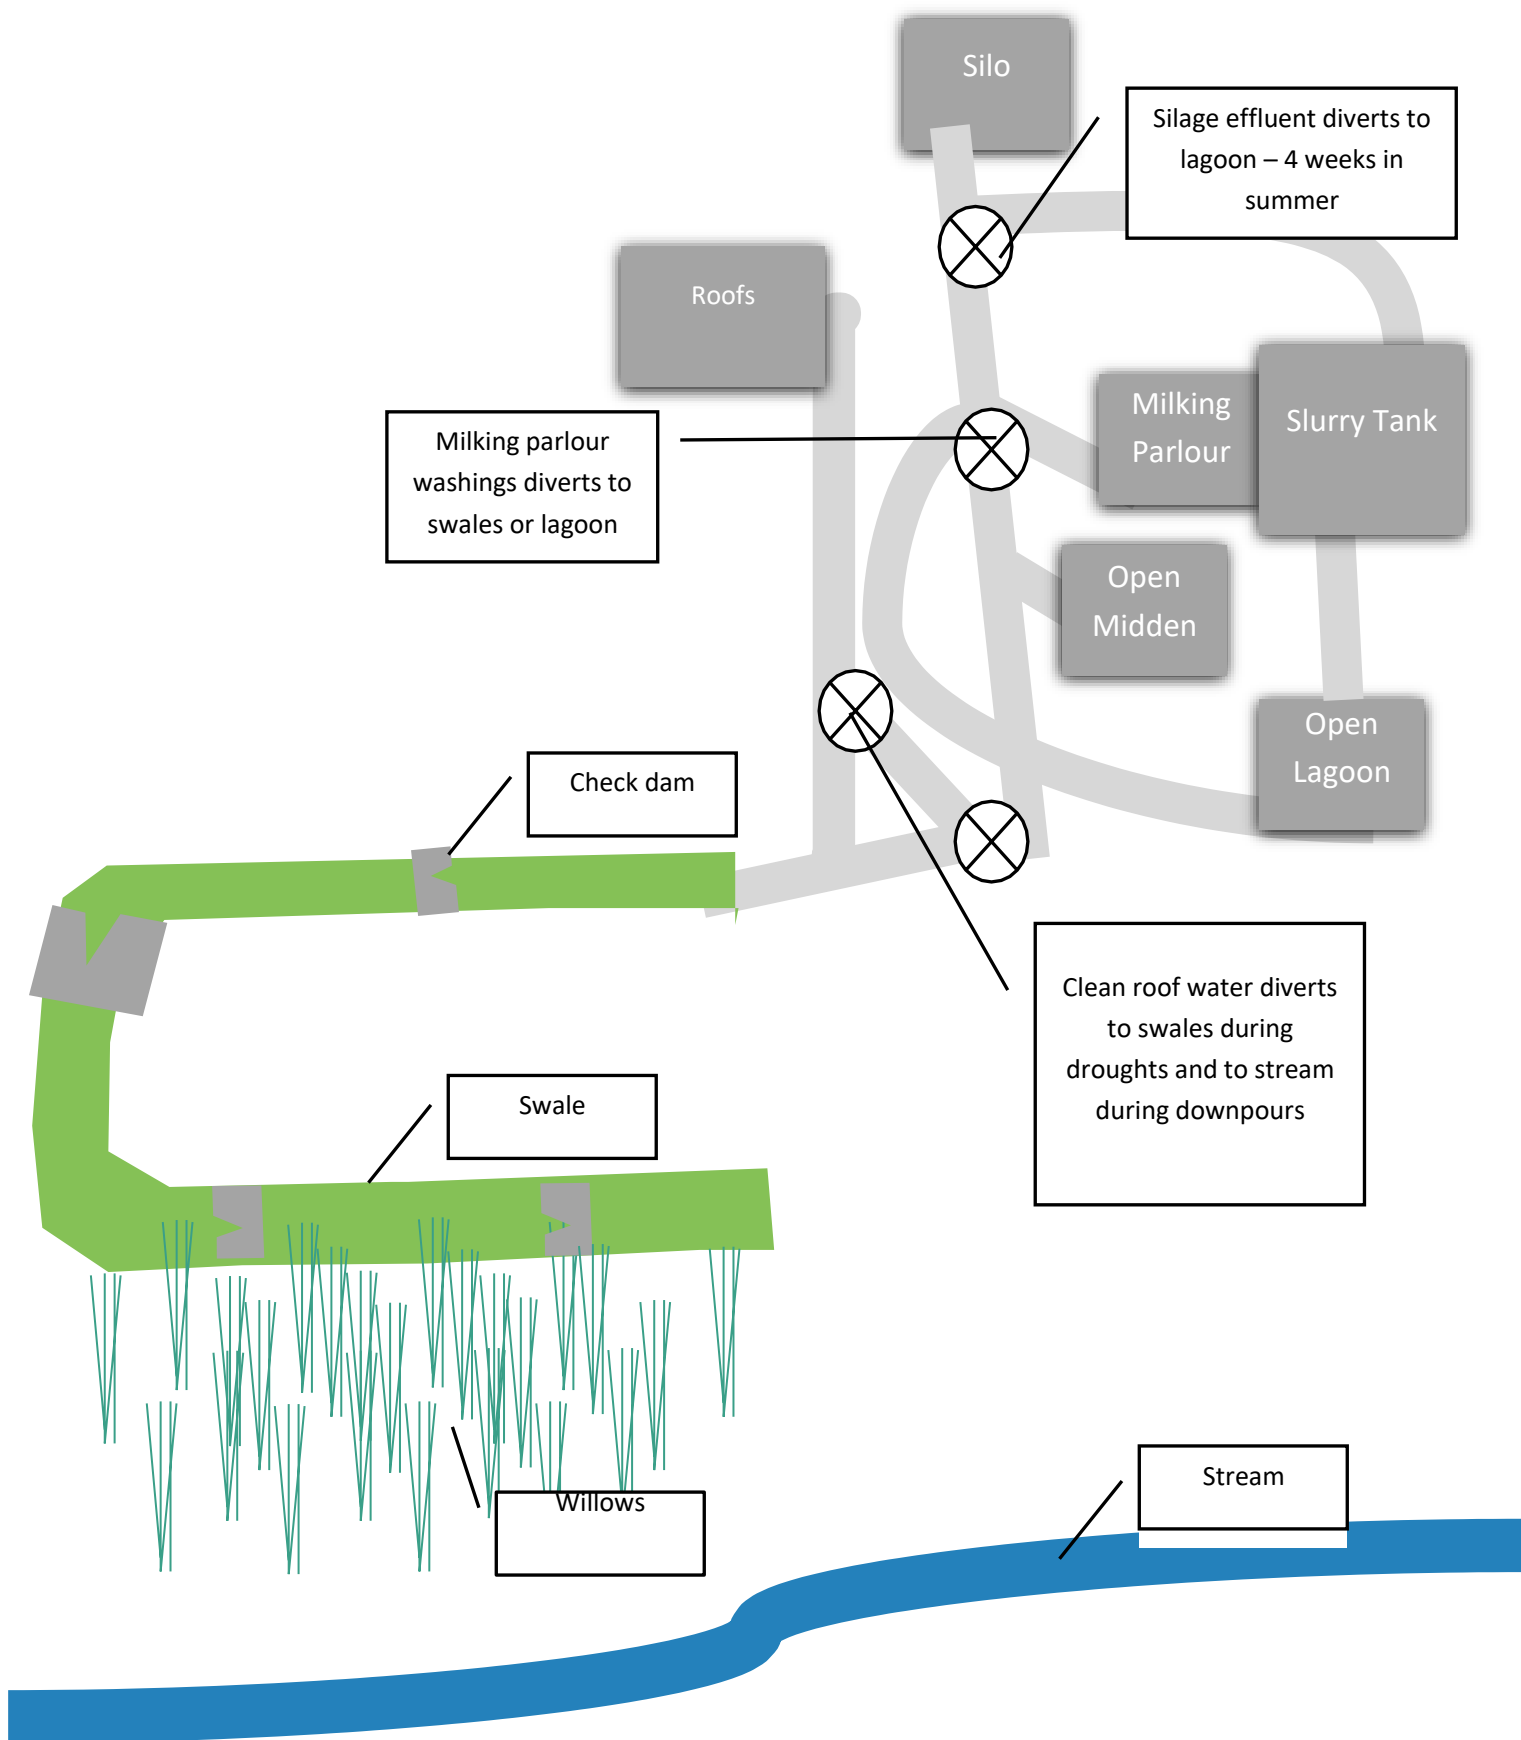 Silo
Silage effluent diverts to
lagoon – 4 weeks in
summer
Roofs
Milking
Parlour
Slurry Tank
Milking parlour
washings diverts to
swales or lagoon
Open
Midden
Open
Lagoon
Check dam
Clean roof water diverts
to swales during
droughts and to stream
during downpours
Swale
Willows
Stream